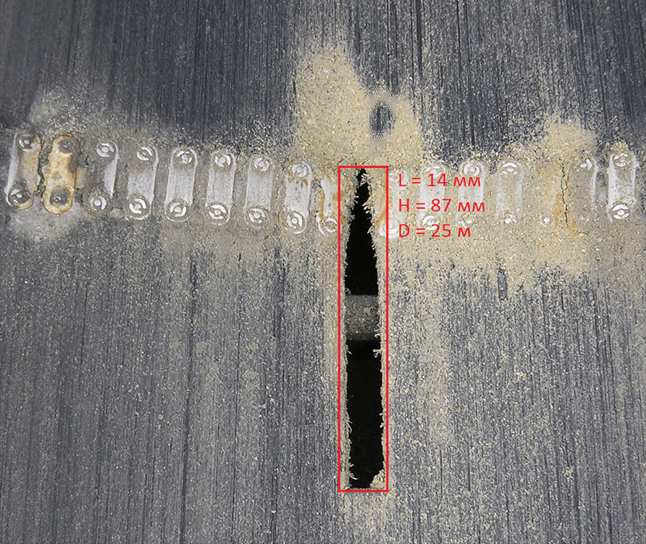 L = 14 мм
H = 87 мм
D = 25 м